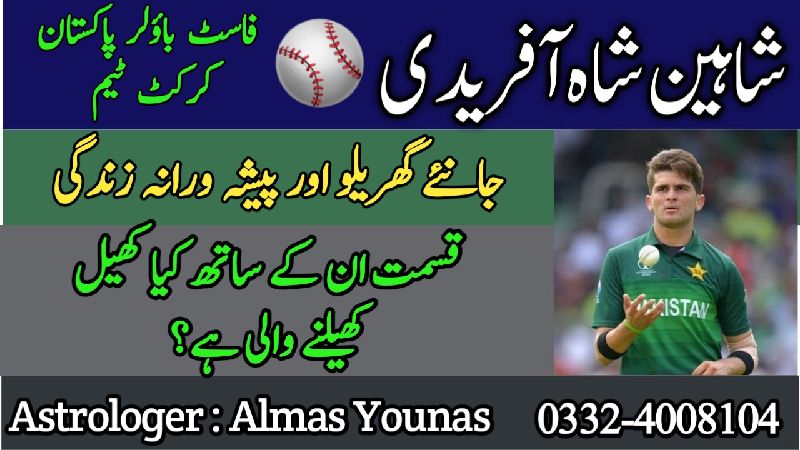 شاہین شاہ آفریدی
فاسٹ باؤلر پاکستان
کرکٹ ٹیم
جانئے گھریلو اور پیشہ ورانہ زندگی
قسمت ان کے ساتھ کیا کھیل
کھیلنے والی ہے؟
PAKISTAN
Astrologer : Almas Younas 0332-4008104